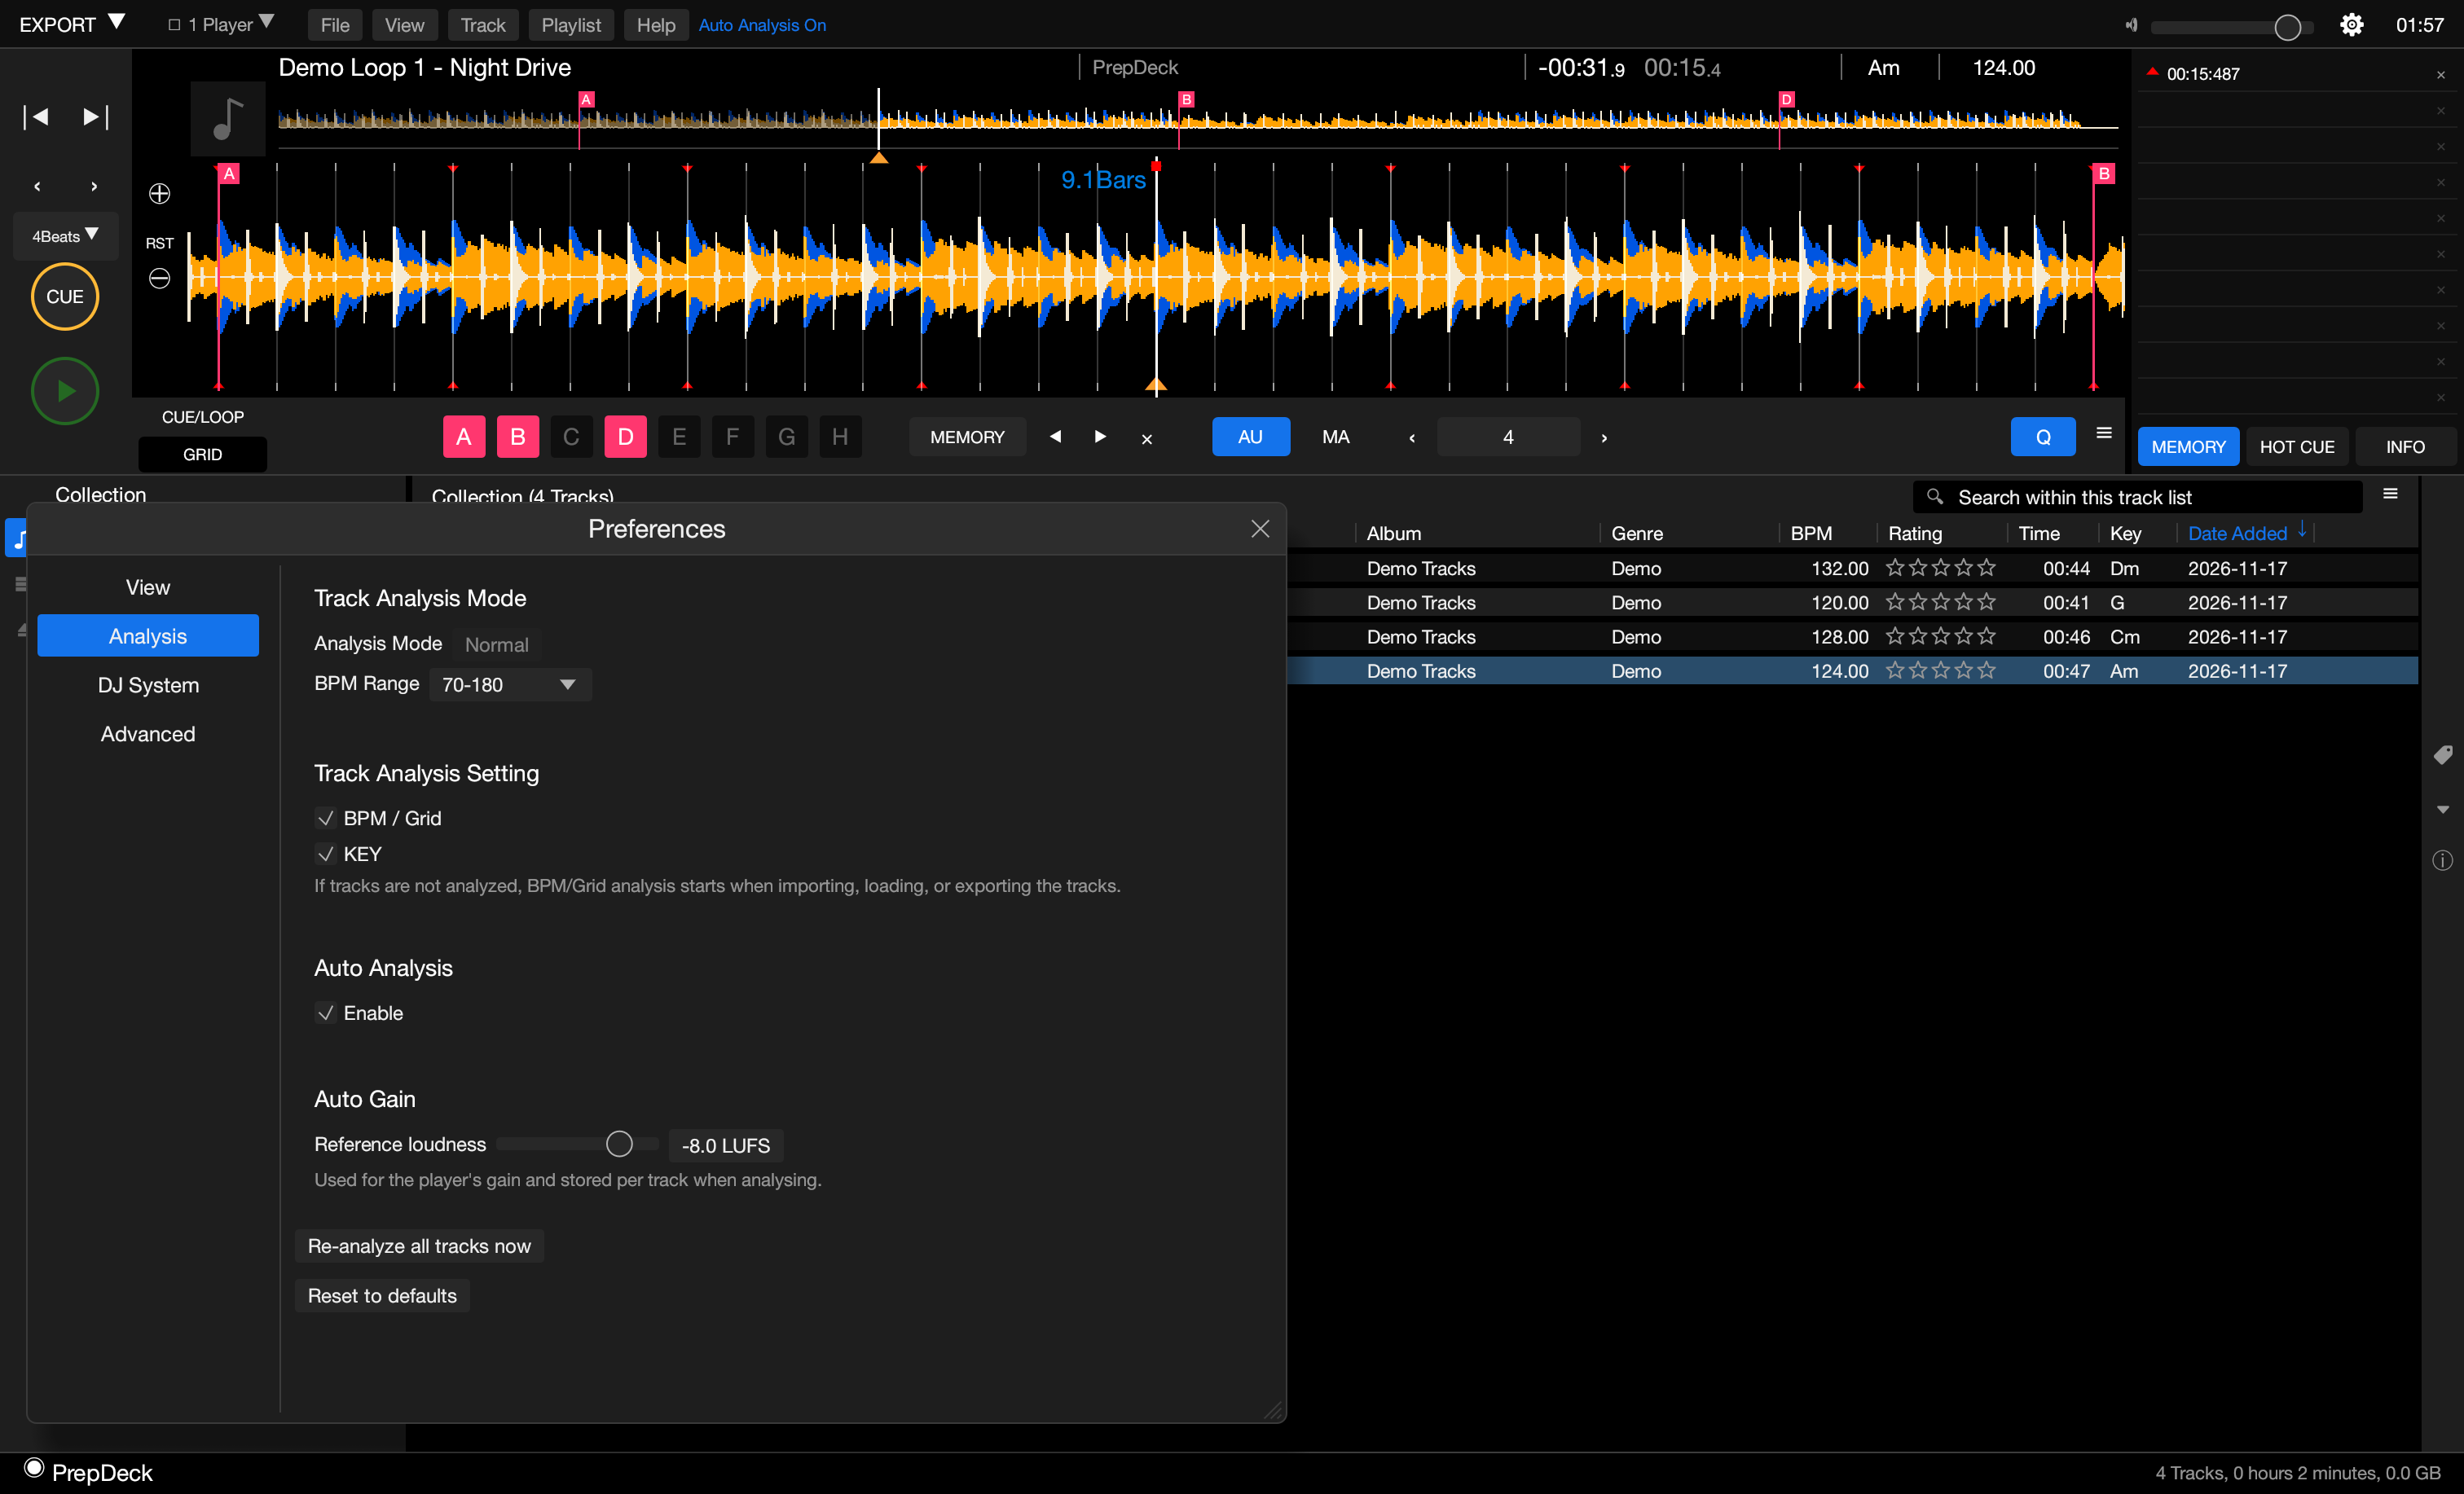 EXPORT
1 Player
File
View
Track
Playlist
Help
Auto Analysis On
01:57
Demo Loop 1 - Night Drive
PrepDeck
-00:31.9
00:15.4
Am
124.00
00:15:487
A
B
D
A
9.1Bars
B
4Beats
RST
CUE
CUE/LOOP
GRID
A B C D E F G H
MEMORY
AU
MA
4
Q
MEMORY
HOT CUE
INFO
Collection
Collection (4 Tracks)
Search within this track list
Album Genre BPM Rating Time Key Date Added
Demo Tracks Demo 132.00 00:44 Dm 2026-11-17
Demo Tracks Demo 120.00 00:41 G 2026-11-17
Demo Tracks Demo 128.00 00:46 Cm 2026-11-17
Demo Tracks Demo 124.00 00:47 Am 2026-11-17
Preferences
View
Analysis
DJ System
Advanced
Track Analysis Mode
Analysis Mode Normal
BPM Range 70-180
Track Analysis Setting
BPM / Grid
KEY
If tracks are not analyzed, BPM/Grid analysis starts when importing, loading, or exporting the tracks.
Auto Analysis
Enable
Auto Gain
Reference loudness -8.0 LUFS
Used for the player's gain and stored per track when analysing.
Re-analyze all tracks now
Reset to defaults
PrepDeck
4 Tracks, 0 hours 2 minutes, 0.0 GB